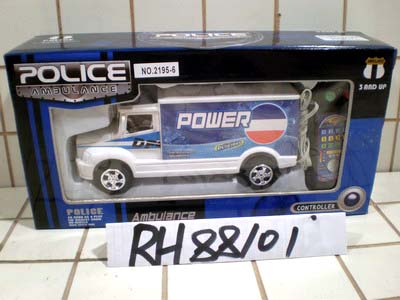 POLICE
AMBULANCE
NO.2195-6
3 AND UP
POWER
POLICE
Ambulance
CONTROLLER
RH88101